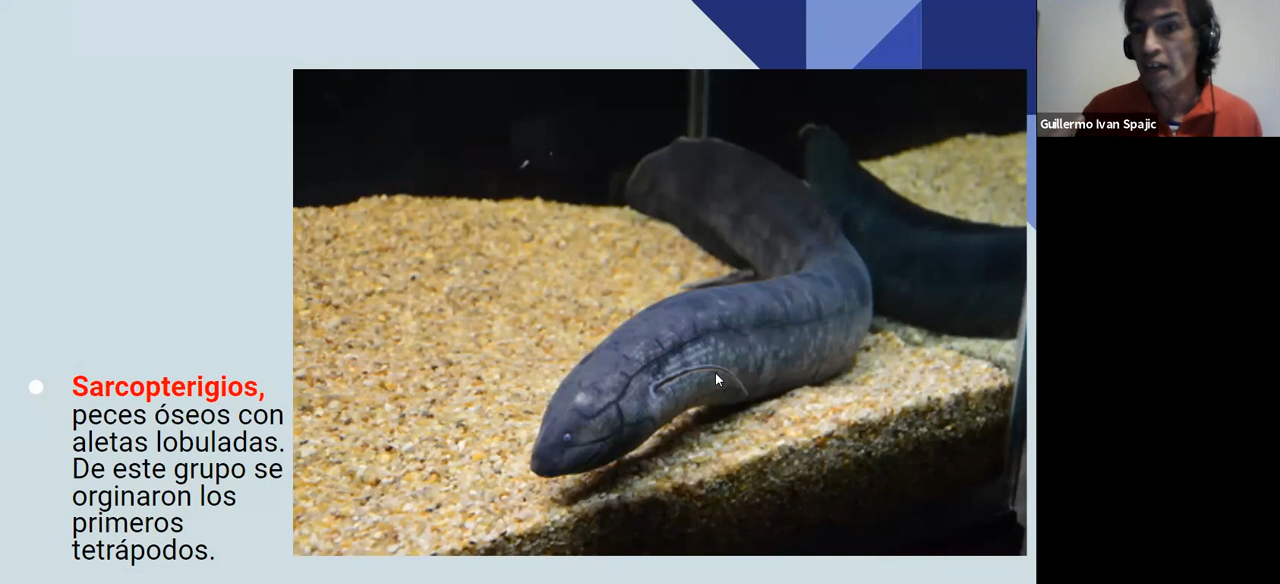 Guillermo Ivan Spajic
Sarcopterigios,
peces óseos con
aletas lobuladas.
De este grupo se
orginaron los
primeros
tetrápodos.